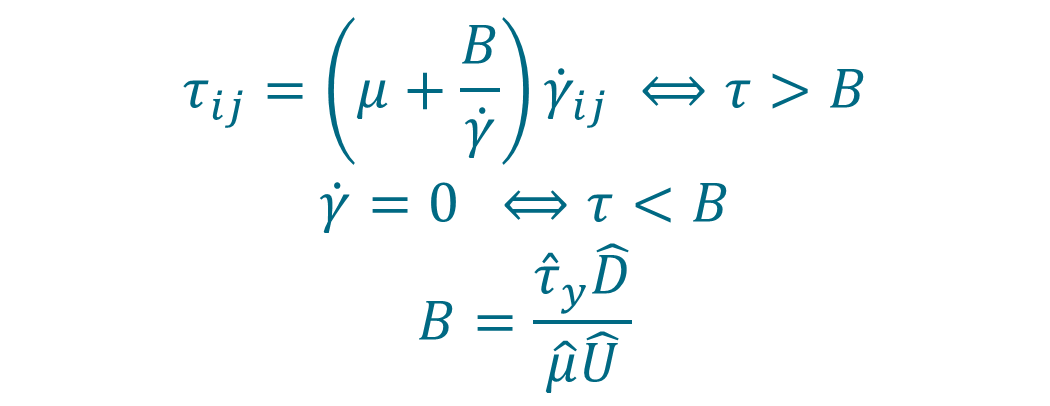 τ_{ij} = (μ + B/γ̇) γ̇_{ij} ⟺ τ > B
γ̇ = 0 ⟺ τ < B
B = τ̂_y D̂ / μ̂ Û